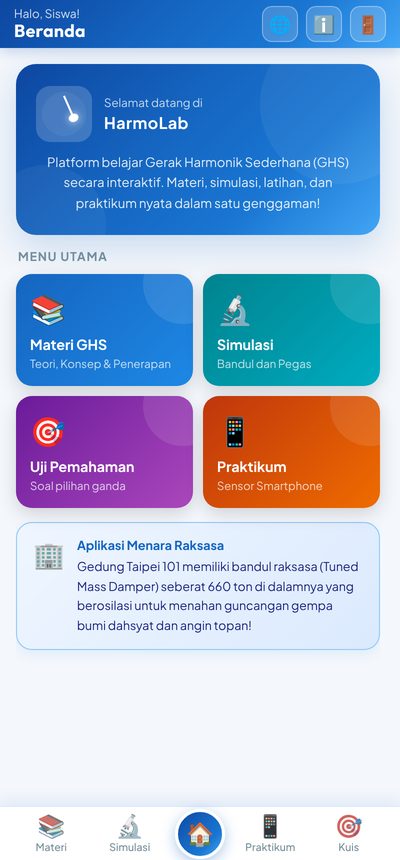 Halo, Siswa!
Beranda
Selamat datang di
HarmoLab
Platform belajar Gerak Harmonik Sederhana (GHS)
secara interaktif. Materi, simulasi, latihan, dan
praktikum nyata dalam satu genggaman!
MENU UTAMA
Materi GHS
Teori, Konsep & Penerapan
Simulasi
Bandul dan Pegas
Uji Pemahaman
Soal pilihan ganda
Praktikum
Sensor Smartphone
Aplikasi Menara Raksasa
Gedung Taipei 101 memiliki bandul raksasa (Tuned
Mass Damper) seberat 660 ton di dalamnya yang
berosilasi untuk menahan guncangan gempa
bumi dahsyat dan angin topan!
Materi
Simulasi
Praktikum
Kuis